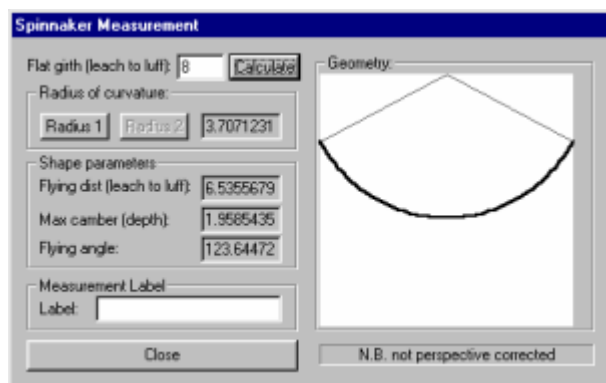 Spinnaker Measurement
Flat girth (leach to luff): 8 Calculate
Radius of curvature:
Radius 1 Radius 2 3.7071231
Shape parameters
Flying dist (leach to luff): 6.5355679
Max camber (depth): 1.9585435
Flying angle: 123.64472
Measurement Label
Label:
Close
Geometry:
N.B. not perspective corrected